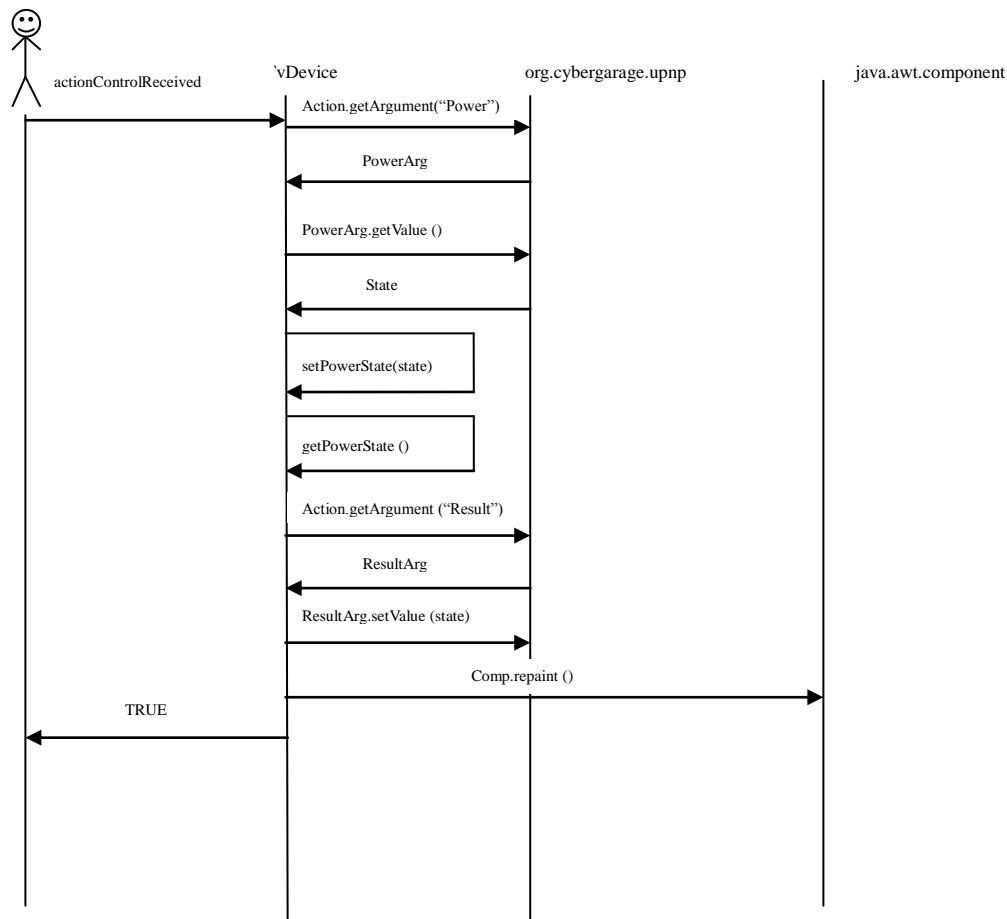 actionControlReceived
vDevice
org.cybergarage.upnp
java.awt.component
Action.getArgument(“Power”)
PowerArg
PowerArg.getValue ()
State
setPowerState(state)
getPowerState ()
Action.getArgument (“Result”)
ResultArg
ResultArg.setValue (state)
Comp.repaint ()
TRUE